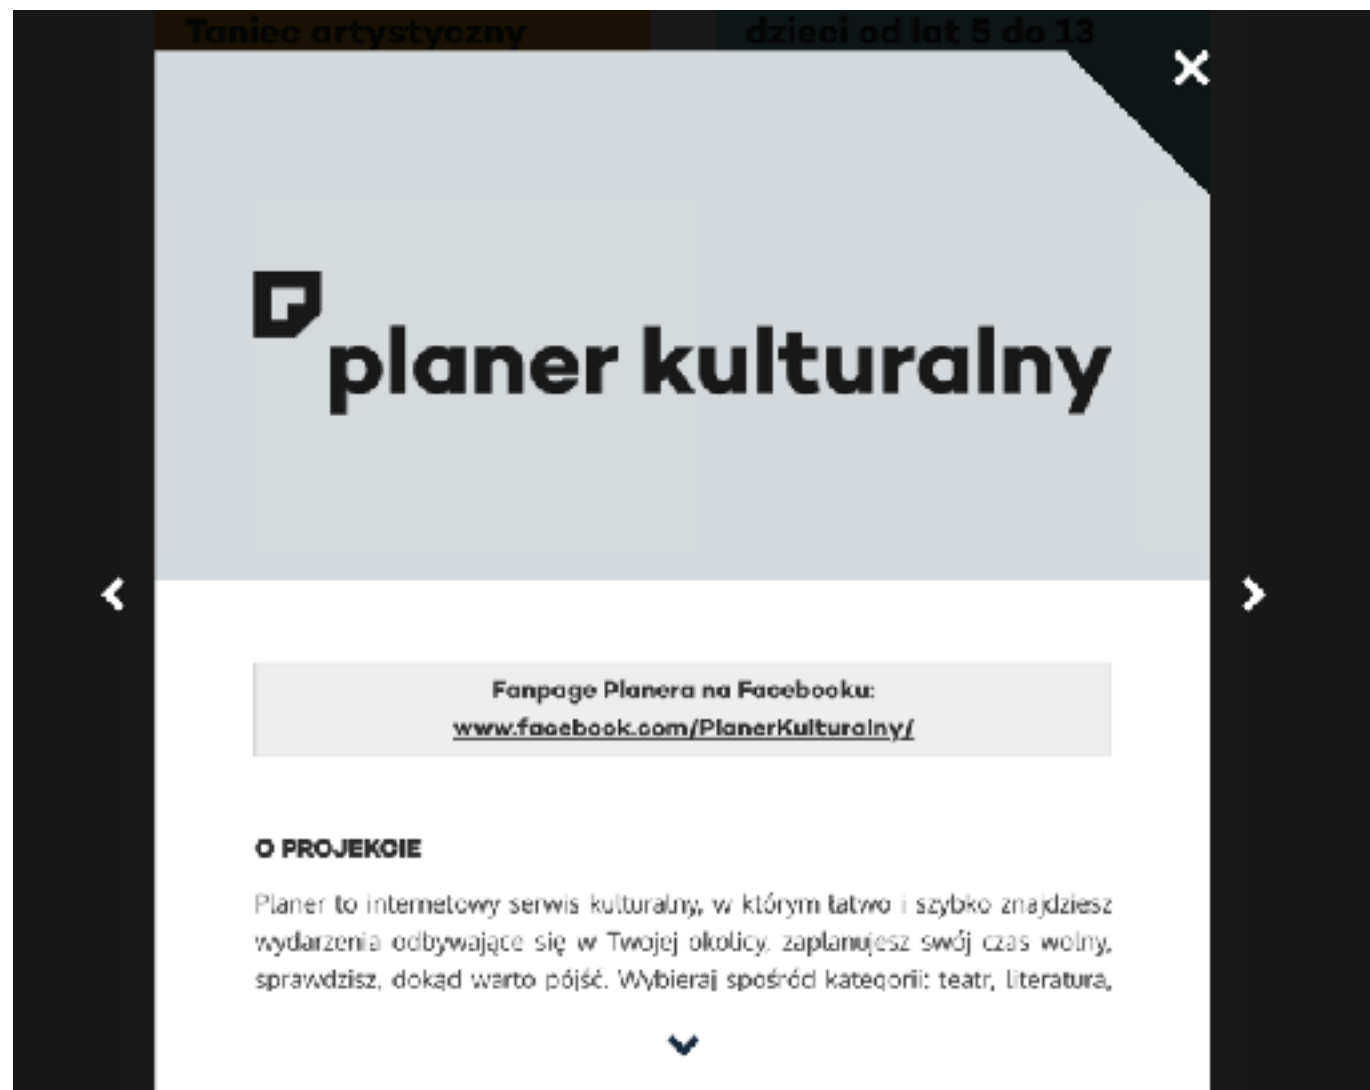 Taniec artystyczny
dzieci od lat 5 do 13
planer kulturalny
Fanpage Planera na Facebooku:
www.facebook.com/PlanerKulturalny/
O PROJEKCIE
Planer to internetowy serwis kulturalny, w którym łatwo i szybko znajdziesz
wydarzenia odbywające się w Twojej okolicy, zaplanujesz swój czas wolny,
sprawdzisz, dokąd warto pójść. Wybieraj spośród kategorii: teatr, literatura,